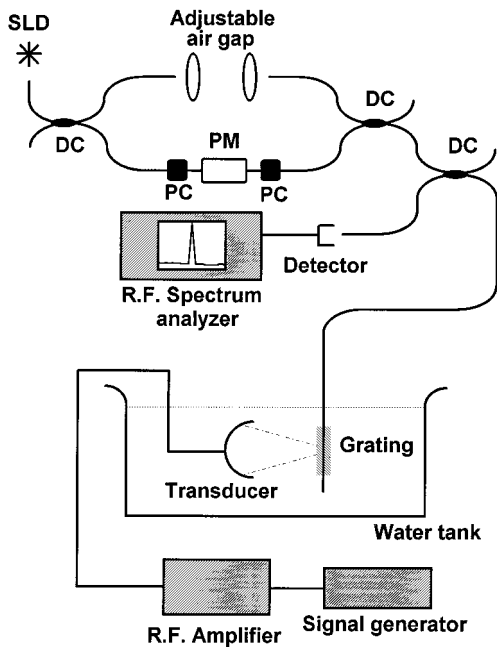 SLD
Adjustable
air gap
DC
DC
DC
PM
PC
PC
Detector
R.F. Spectrum
analyzer
Grating
Transducer
Water tank
R.F. Amplifier
Signal generator